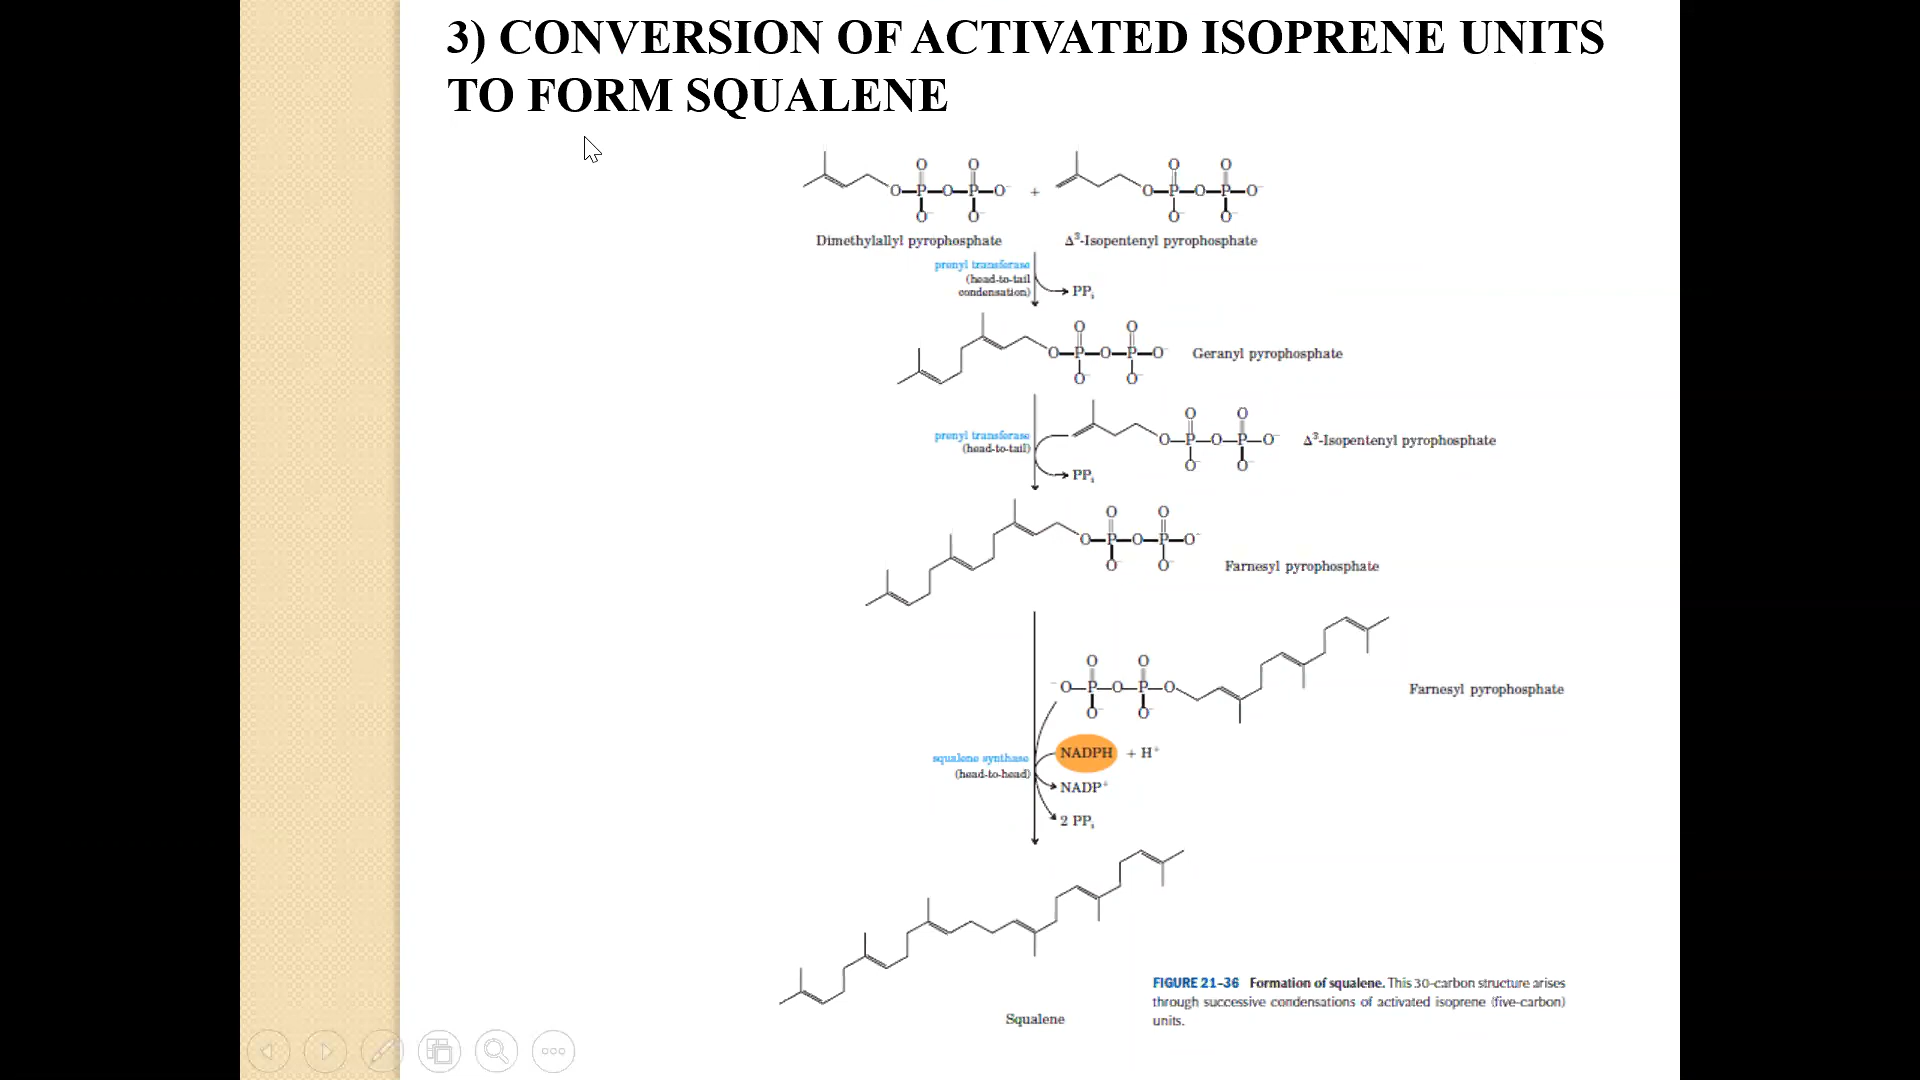 3) CONVERSION OF ACTIVATED ISOPRENE UNITS
TO FORM SQUALENE
O O O O
O–P–O–P–O⁻ + O–P–O–P–O⁻
O⁻ O⁻ O⁻ O⁻
Dimethylallyl pyrophosphate Δ³-Isopentenyl pyrophosphate
prenyl transferase
(head-to-tail
condensation)
PPᵢ
O O
O–P–O–P–O⁻ Geranyl pyrophosphate
O⁻ O⁻
O O
prenyl transferase
(head-to-tail)
O–P–O–P–O⁻ Δ³-Isopentenyl pyrophosphate
O⁻ O⁻
PPᵢ
O O
O–P–O–P–O⁻
O⁻ O⁻
Farnesyl pyrophosphate
O O
⁻O–P–O–P–O Farnesyl pyrophosphate
O⁻ O⁻
squalene synthase
(head-to-head)
NADPH + H⁺
NADP⁺
2 PPᵢ
Squalene
FIGURE 21-36 Formation of squalene. This 30-carbon structure arises
through successive condensations of activated isoprene (five-carbon)
units.